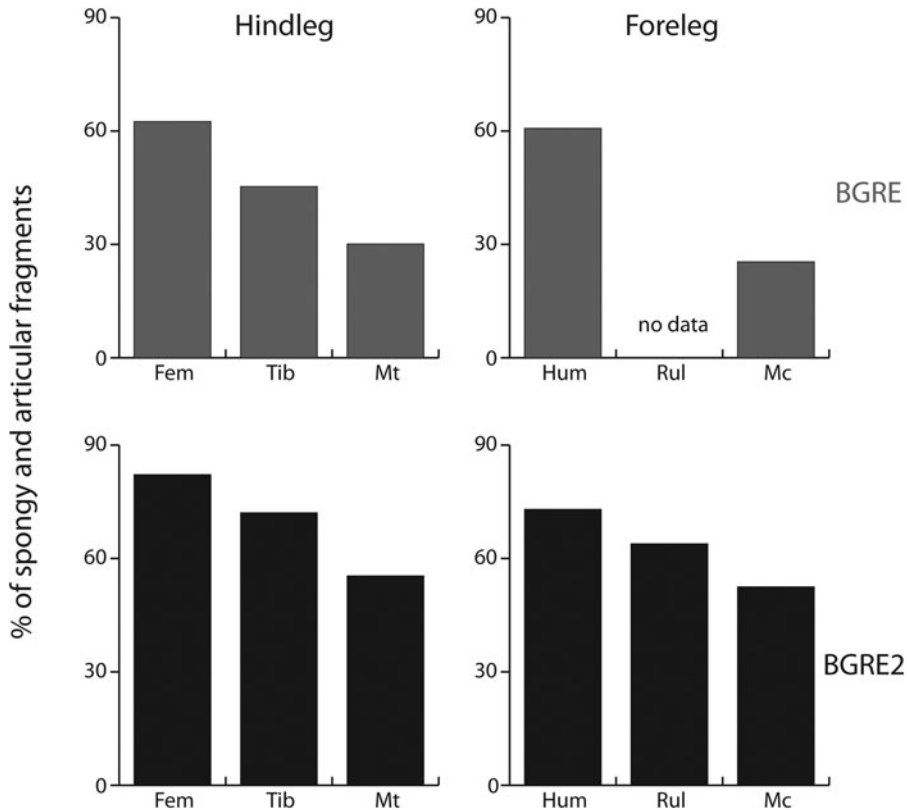 % of spongy and articular fragments
Hindleg
90
60
30
0
Fem Tib Mt
Foreleg
90
60
30
0
no data
Hum Rul Mc
BGRE
90
60
30
0
Fem Tib Mt
90
60
30
0
Hum Rul Mc
BGRE2